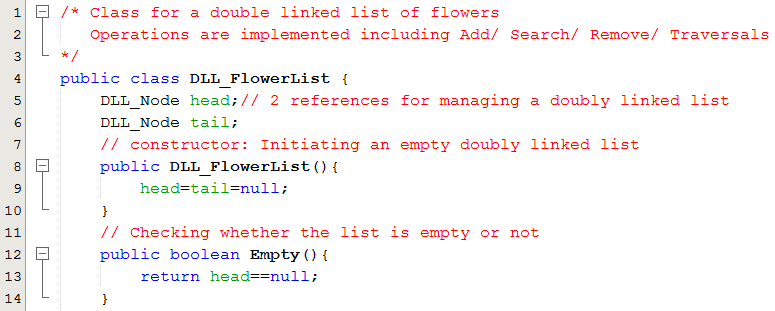 1 /* Class for a double linked list of flowers
2 Operations are implemented including Add/ Search/ Remove/ Traversals
3 */
4 public class DLL_FlowerList {
5 DLL_Node head;// 2 references for managing a doubly linked list
6 DLL_Node tail;
7 // constructor: Initiating an empty doubly linked list
8 public DLL_FlowerList(){
9 head=tail=null;
10 }
11 // Checking whether the list is empty or not
12 public boolean Empty(){
13 return head==null;
14 }